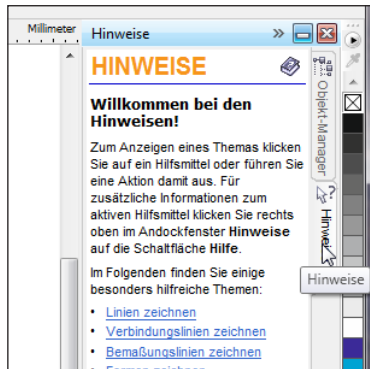 Millimeter
Hinweise
HINWEISE
Willkommen bei den
Hinweisen!
Zum Anzeigen eines Themas klicken
Sie auf ein Hilfsmittel oder führen Sie
eine Aktion damit aus. Für
zusätzliche Informationen zum
aktiven Hilfsmittel klicken Sie rechts
oben im Andockfenster Hinweise
auf die Schaltfläche Hilfe.
Im Folgenden finden Sie einige
besonders hilfreiche Themen:
• Linien zeichnen
• Verbindungslinien zeichnen
• Bemaßungslinien zeichnen
• Formen zeichnen
Objekt-Manager
Hinweise
Hinweise